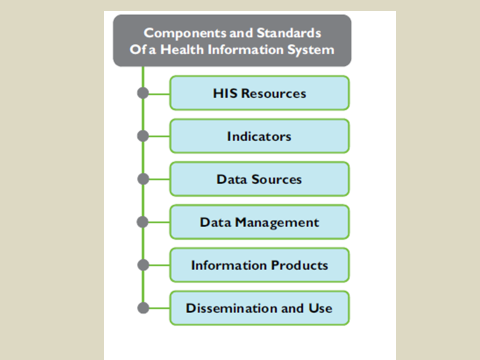 Components and Standards
Of a Health Information System
HIS Resources
Indicators
Data Sources
Data Management
Information Products
Dissemination and Use